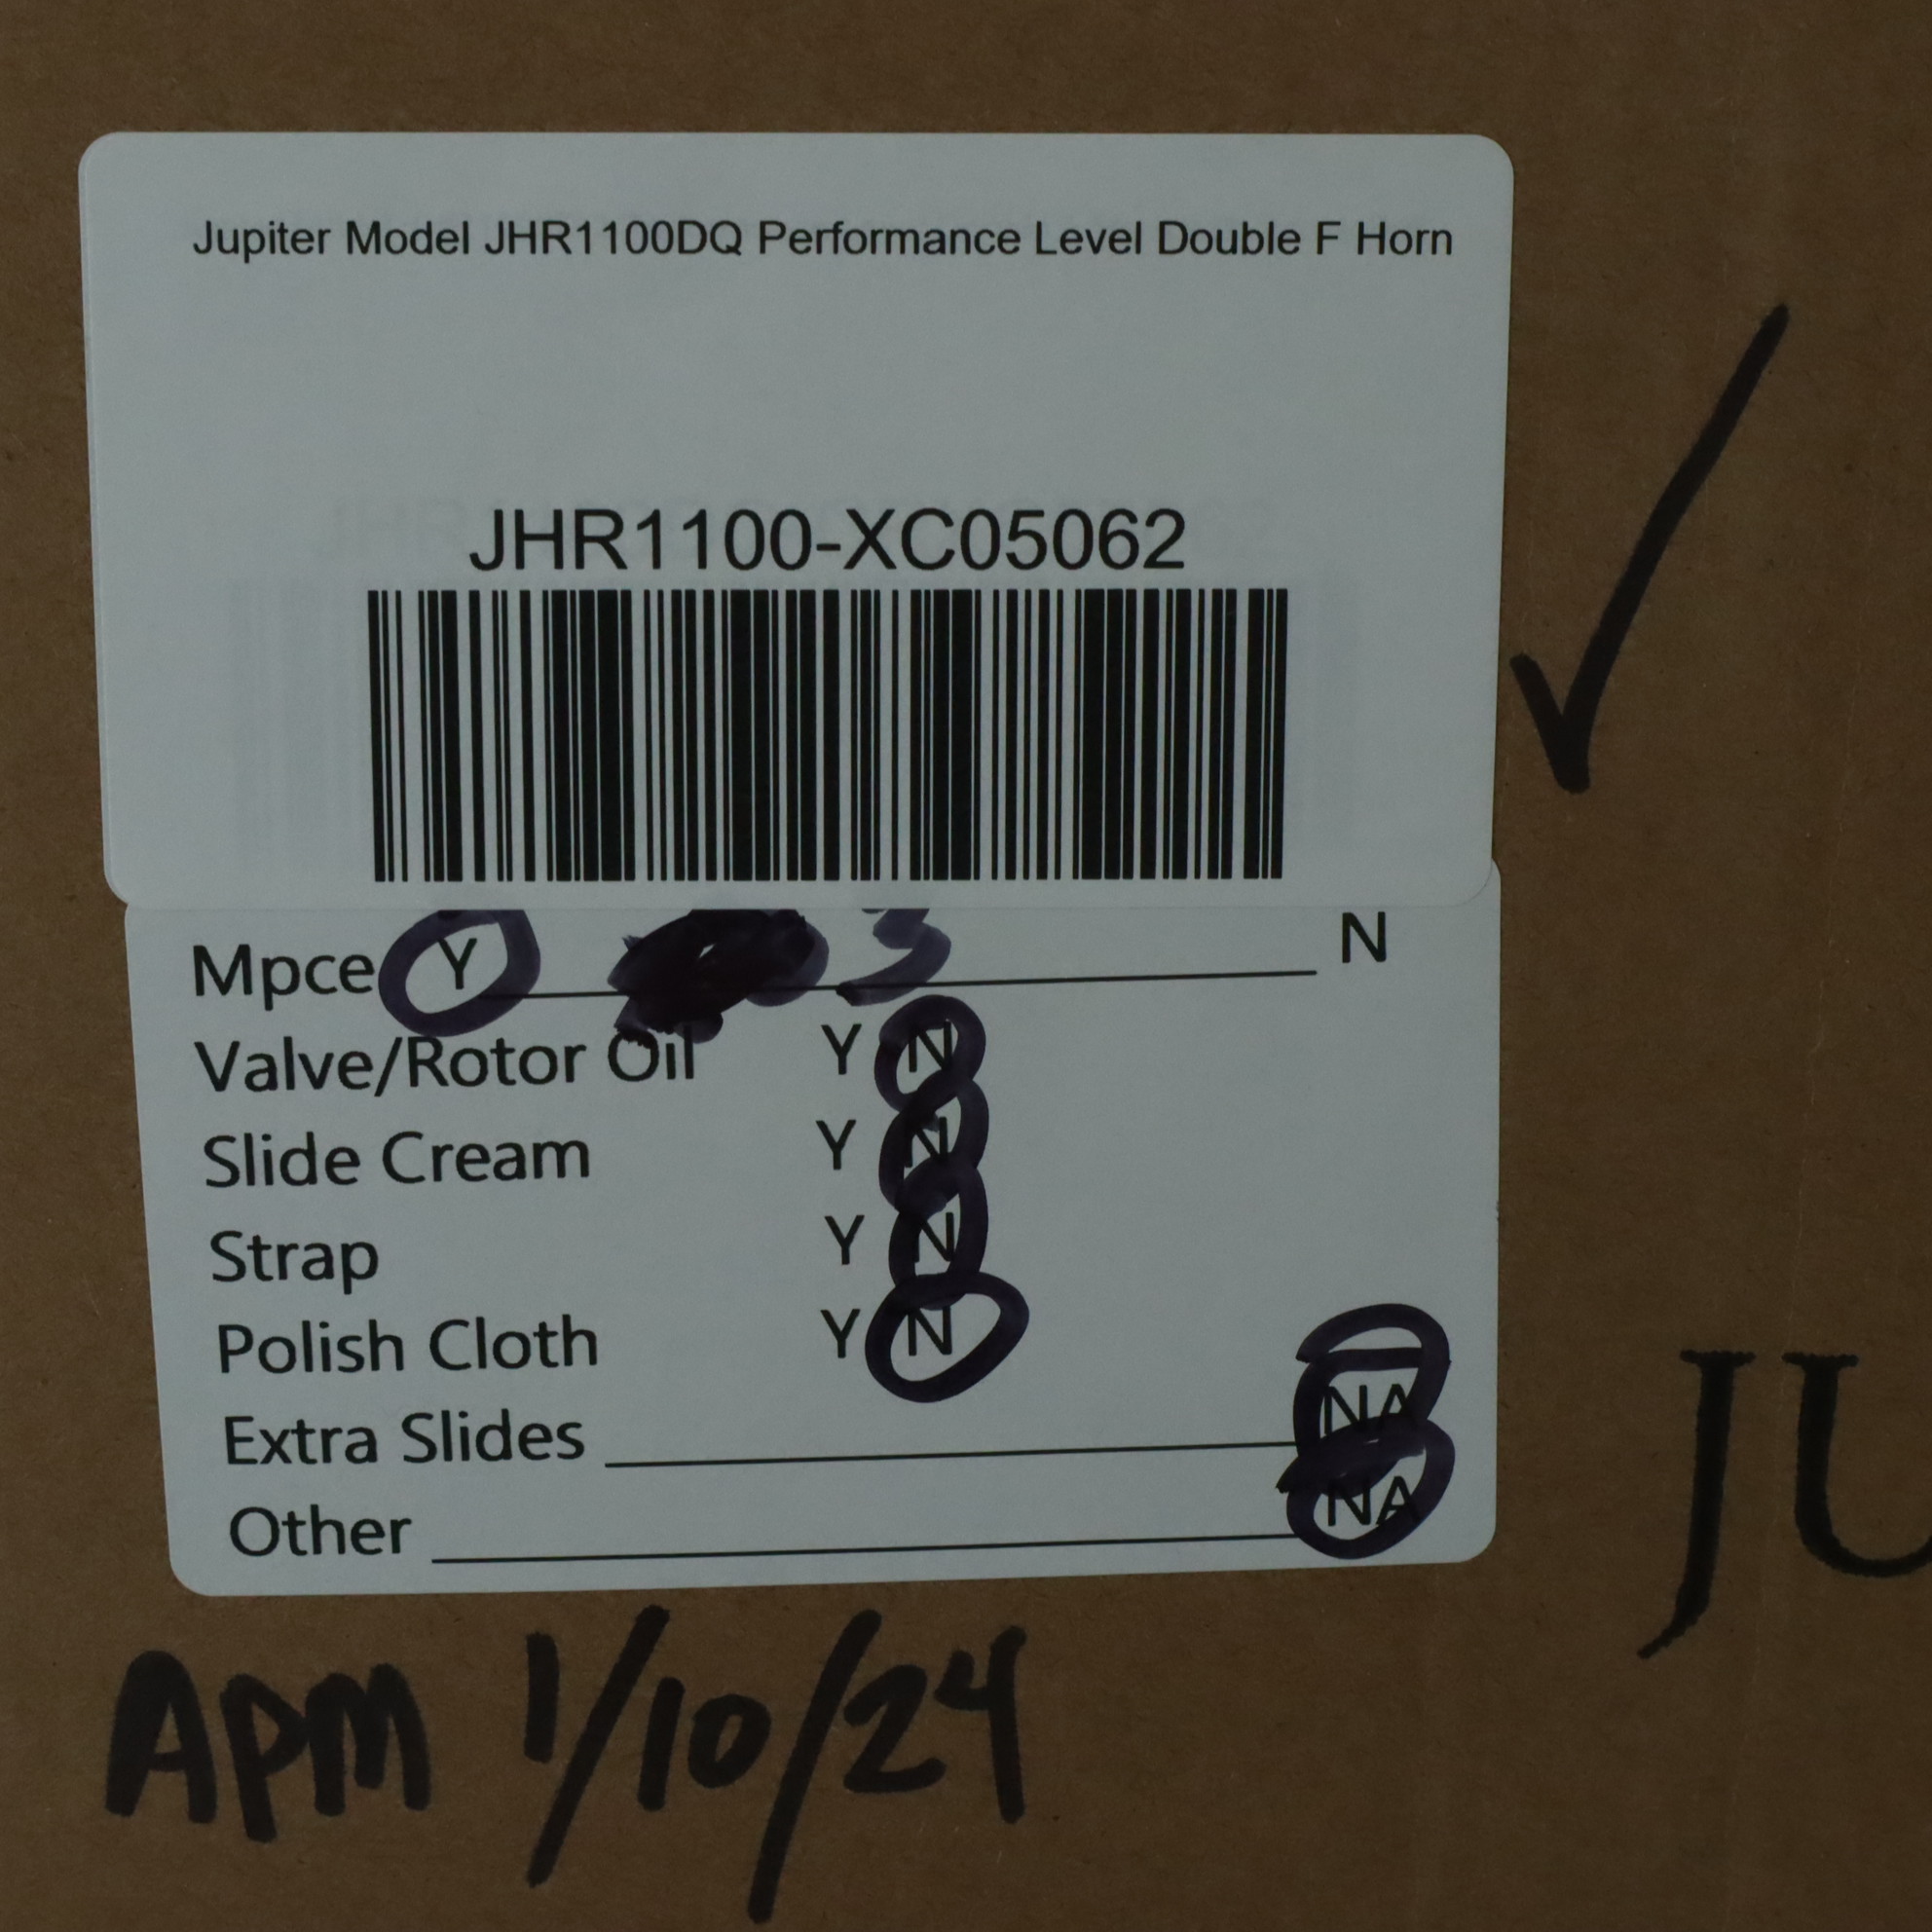 Jupiter Model JHR1100DQ Performance Level Double F Horn
JHR1100-XC05062
Mpce Y 3 N
Valve/Rotor Oil Y N
Slide Cream Y N
Strap Y N
Polish Cloth Y N
Extra Slides NA
Other NA
JU
Apm 1/10/24